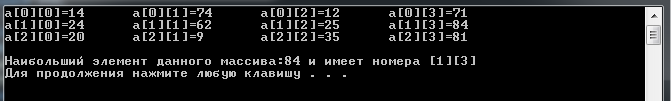 a[0][0]=14 a[0][1]=74 a[0][2]=12 a[0][3]=71
a[1][0]=24 a[1][1]=62 a[1][2]=25 a[1][3]=84
a[2][0]=20 a[2][1]=9 a[2][2]=35 a[2][3]=81
Наибольший элемент данного массива:84 и имеет номера [1][3]
Для продолжения нажмите любую клавишу . . .